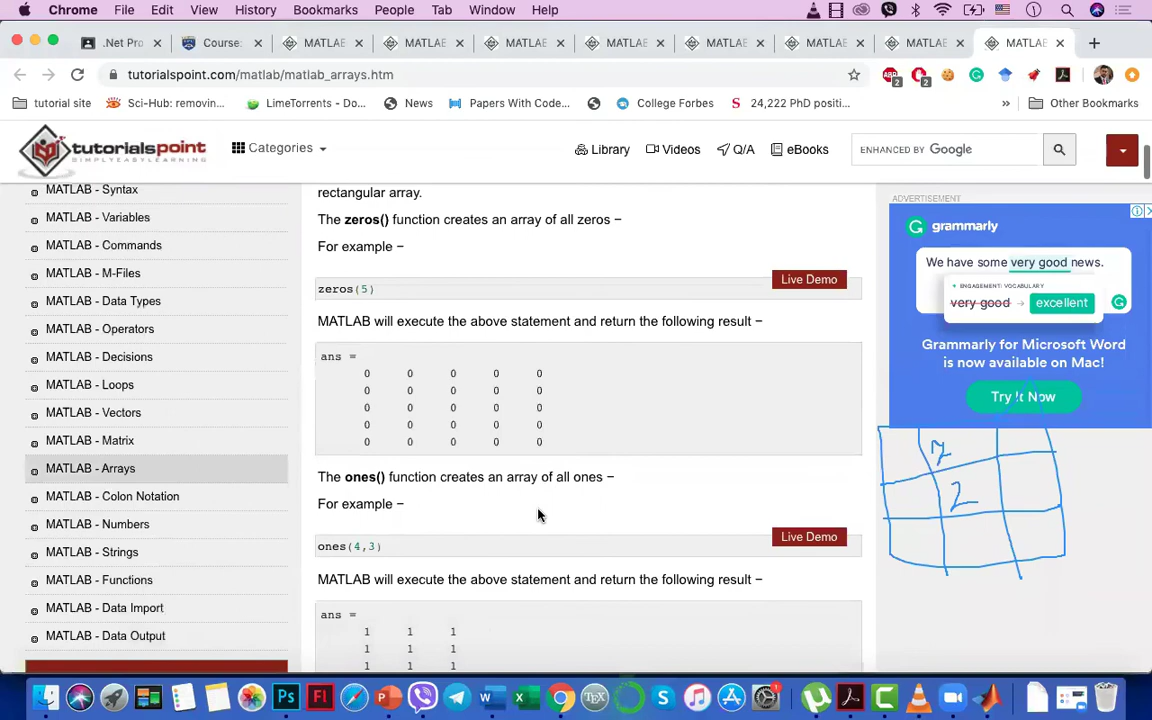 Chrome File Edit View History Bookmarks People Tab Window Help
.Net Pro
Course:
MATLAB
MATLAB
MATLAB
MATLAB
MATLAB
MATLAB
MATLAB
MATLAB
tutorialspoint.com/matlab/matlab_arrays.htm
tutorial site
Sci-Hub: removin...
LimeTorrents - Do...
News
Papers With Code...
College Forbes
24,222 PhD positi...
»
Other Bookmarks
tutorialspoint
SIMPLYEASYLEARNING
Categories
Library
Videos
Q/A
eBooks
ENHANCED BY Google
MATLAB - Syntax
MATLAB - Variables
MATLAB - Commands
MATLAB - M-Files
MATLAB - Data Types
MATLAB - Operators
MATLAB - Decisions
MATLAB - Loops
MATLAB - Vectors
MATLAB - Matrix
MATLAB - Arrays
MATLAB - Colon Notation
MATLAB - Numbers
MATLAB - Strings
MATLAB - Functions
MATLAB - Data Import
MATLAB - Data Output
rectangular array.
The zeros() function creates an array of all zeros −
For example −
Live Demo
zeros(5)
MATLAB will execute the above statement and return the following result −
ans =
0 0 0 0 0
0 0 0 0 0
0 0 0 0 0
0 0 0 0 0
0 0 0 0 0
The ones() function creates an array of all ones −
For example −
Live Demo
ones(4,3)
MATLAB will execute the above statement and return the following result −
ans =
1 1 1
1 1 1
1 1 1
ADVERTISEMENT
grammarly
We have some very good news.
ENGAGEMENT: VOCABULARY
very good → excellent
Grammarly for Microsoft Word
is now available on Mac!
Try It Now
2